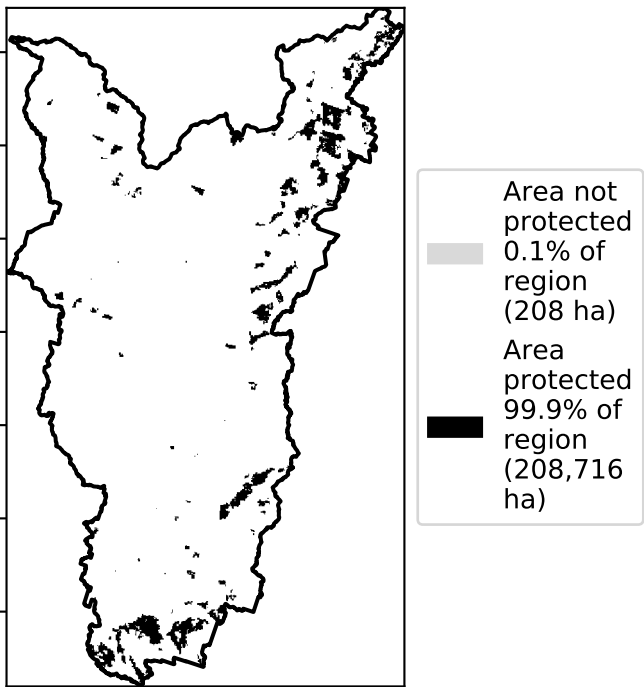 Area not
protected
0.1% of
region
(208 ha)
Area
protected
99.9% of
region
(208,716
ha)